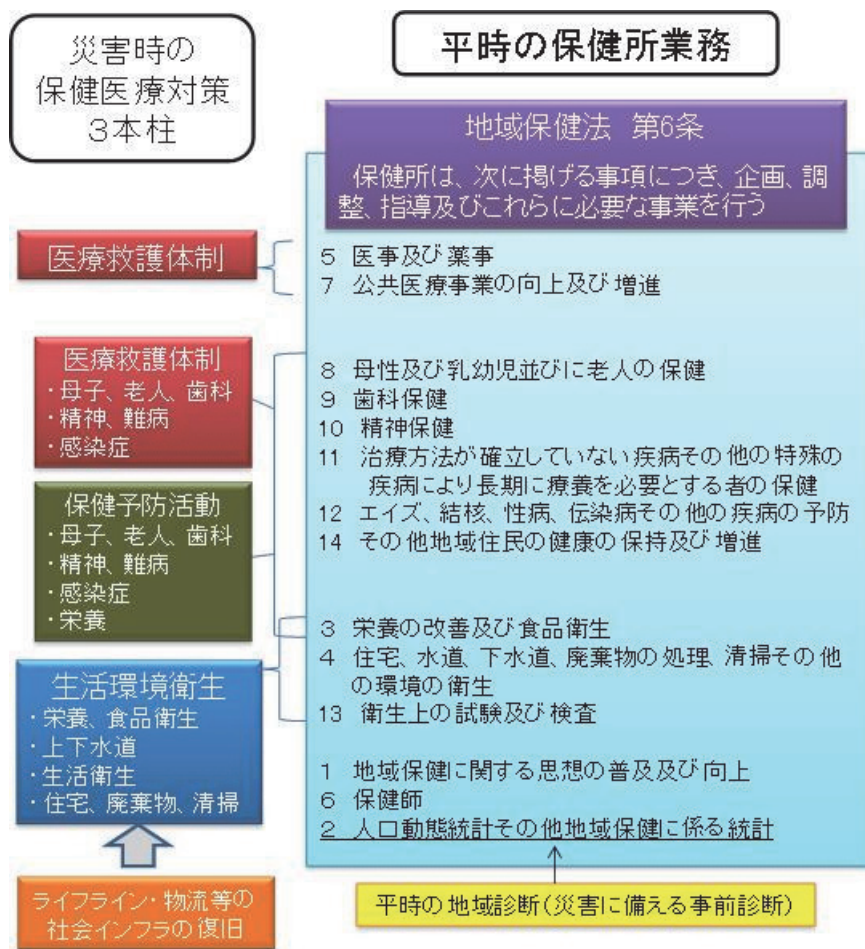 災害時の
保健医療対策
3本柱
平時の保健所業務
地域保健法 第6条
保健所は、次に掲げる事項につき、企画、調
整、指導及びこれらに必要な事業を行う
医療救護体制
5 医事及び薬事
7 公共医療事業の向上及び増進
医療救護体制
・母子、老人、歯科
・精神、難病
・感染症
8 母性及び乳幼児並びに老人の保健
9 歯科保健
10 精神保健
11 治療方法が確立していない疾病その他の特殊の
疾病により長期に療養を必要とする者の保健
12 エイズ、結核、性病、伝染病その他の疾病の予防
14 その他地域住民の健康の保持及び増進
保健予防活動
・母子、老人、歯科
・精神、難病
・感染症
・栄養
3 栄養の改善及び食品衛生
4 住宅、水道、下水道、廃棄物の処理、清掃その他
の環境の衛生
13 衛生上の試験及び検査
生活環境衛生
・栄養、食品衛生
・上下水道
・生活衛生
・住宅、廃棄物、清掃
1 地域保健に関する思想の普及及び向上
6 保健師
2 人口動態統計その他地域保健に係る統計
ライフライン・物流等の
社会インフラの復旧
平時の地域診断(災害に備える事前診断)